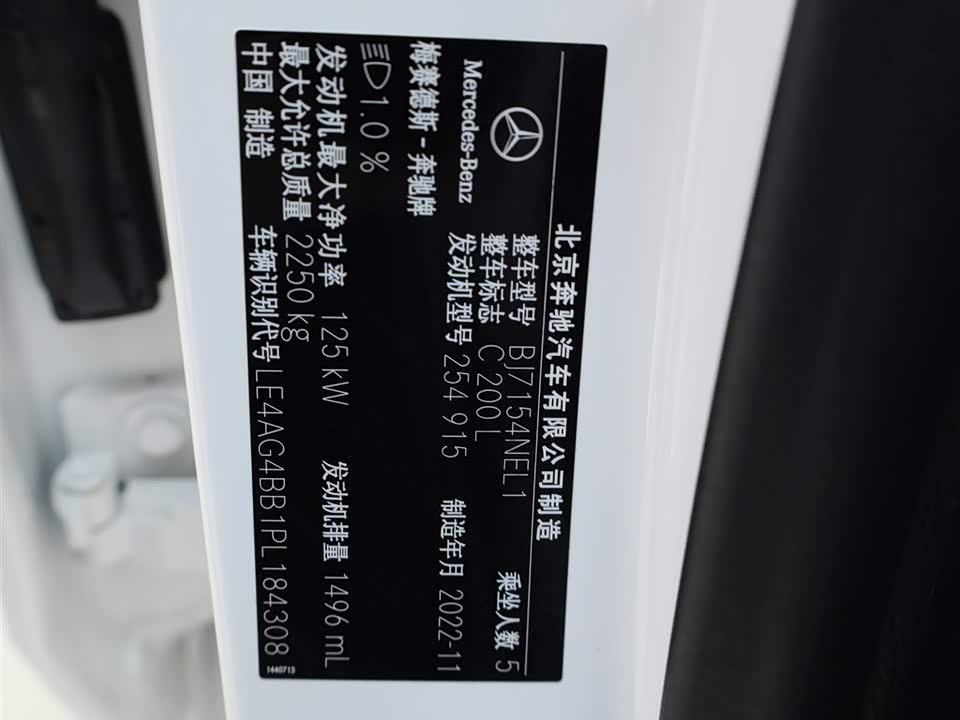 北京奔驰汽车有限公司制造
Mercedes-Benz
整车型号 BJ7154NEL1 乘坐人数 5
整车标志 C 200 L
发动机型号 254 915 制造年月 2022-11
梅赛德斯-奔驰牌
1.0 %
发动机最大净功率 125kW 发动机排量 1496 mL
最大允许总质量 2250 kg
中国 制造 车辆识别代号 LE4AG4BB1PL184308
1440713